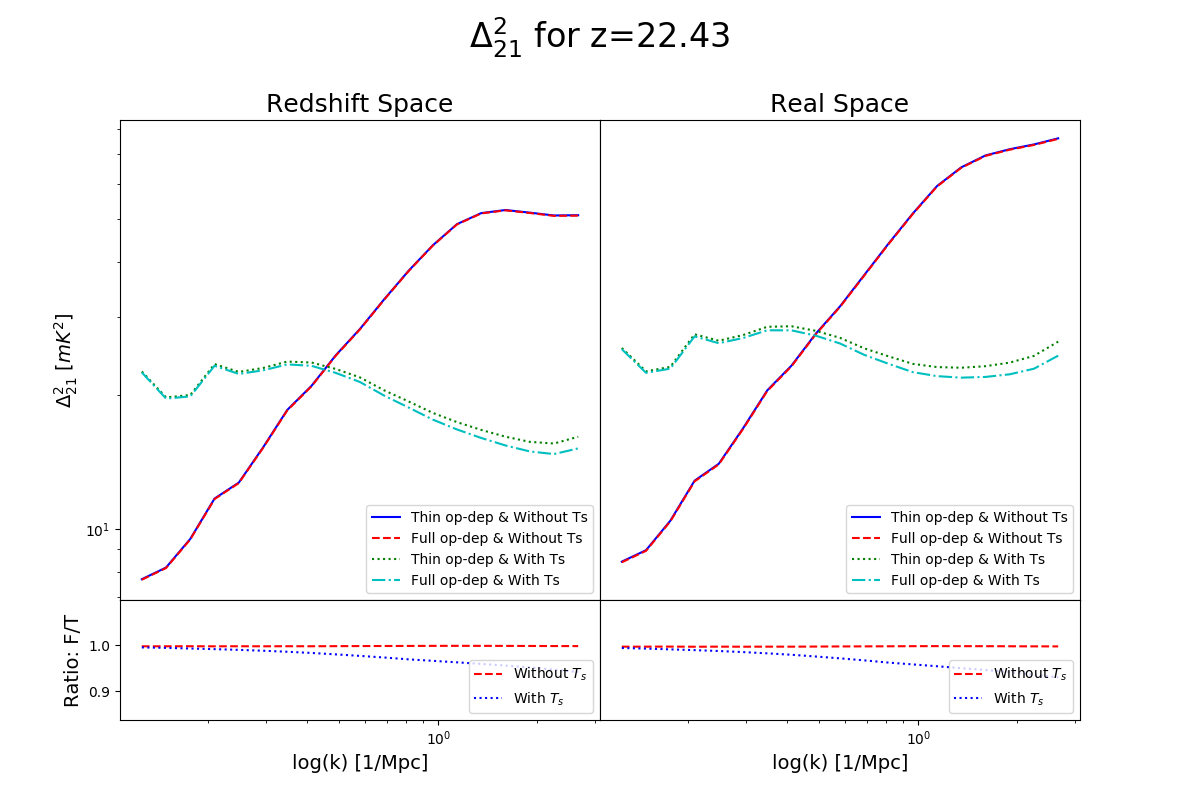 Δ²₂₁ for z=22.43
Redshift Space
Real Space
Δ²₂₁ [mK²]
10¹
Thin op-dep & Without Ts
Full op-dep & Without Ts
Thin op-dep & With Ts
Full op-dep & With Ts
Thin op-dep & Without Ts
Full op-dep & Without Ts
Thin op-dep & With Ts
Full op-dep & With Ts
Ratio: F/T
1.0
0.9
Without Tₛ
With Tₛ
Without Tₛ
With Tₛ
10⁰
10⁰
log(k) [1/Mpc]
log(k) [1/Mpc]